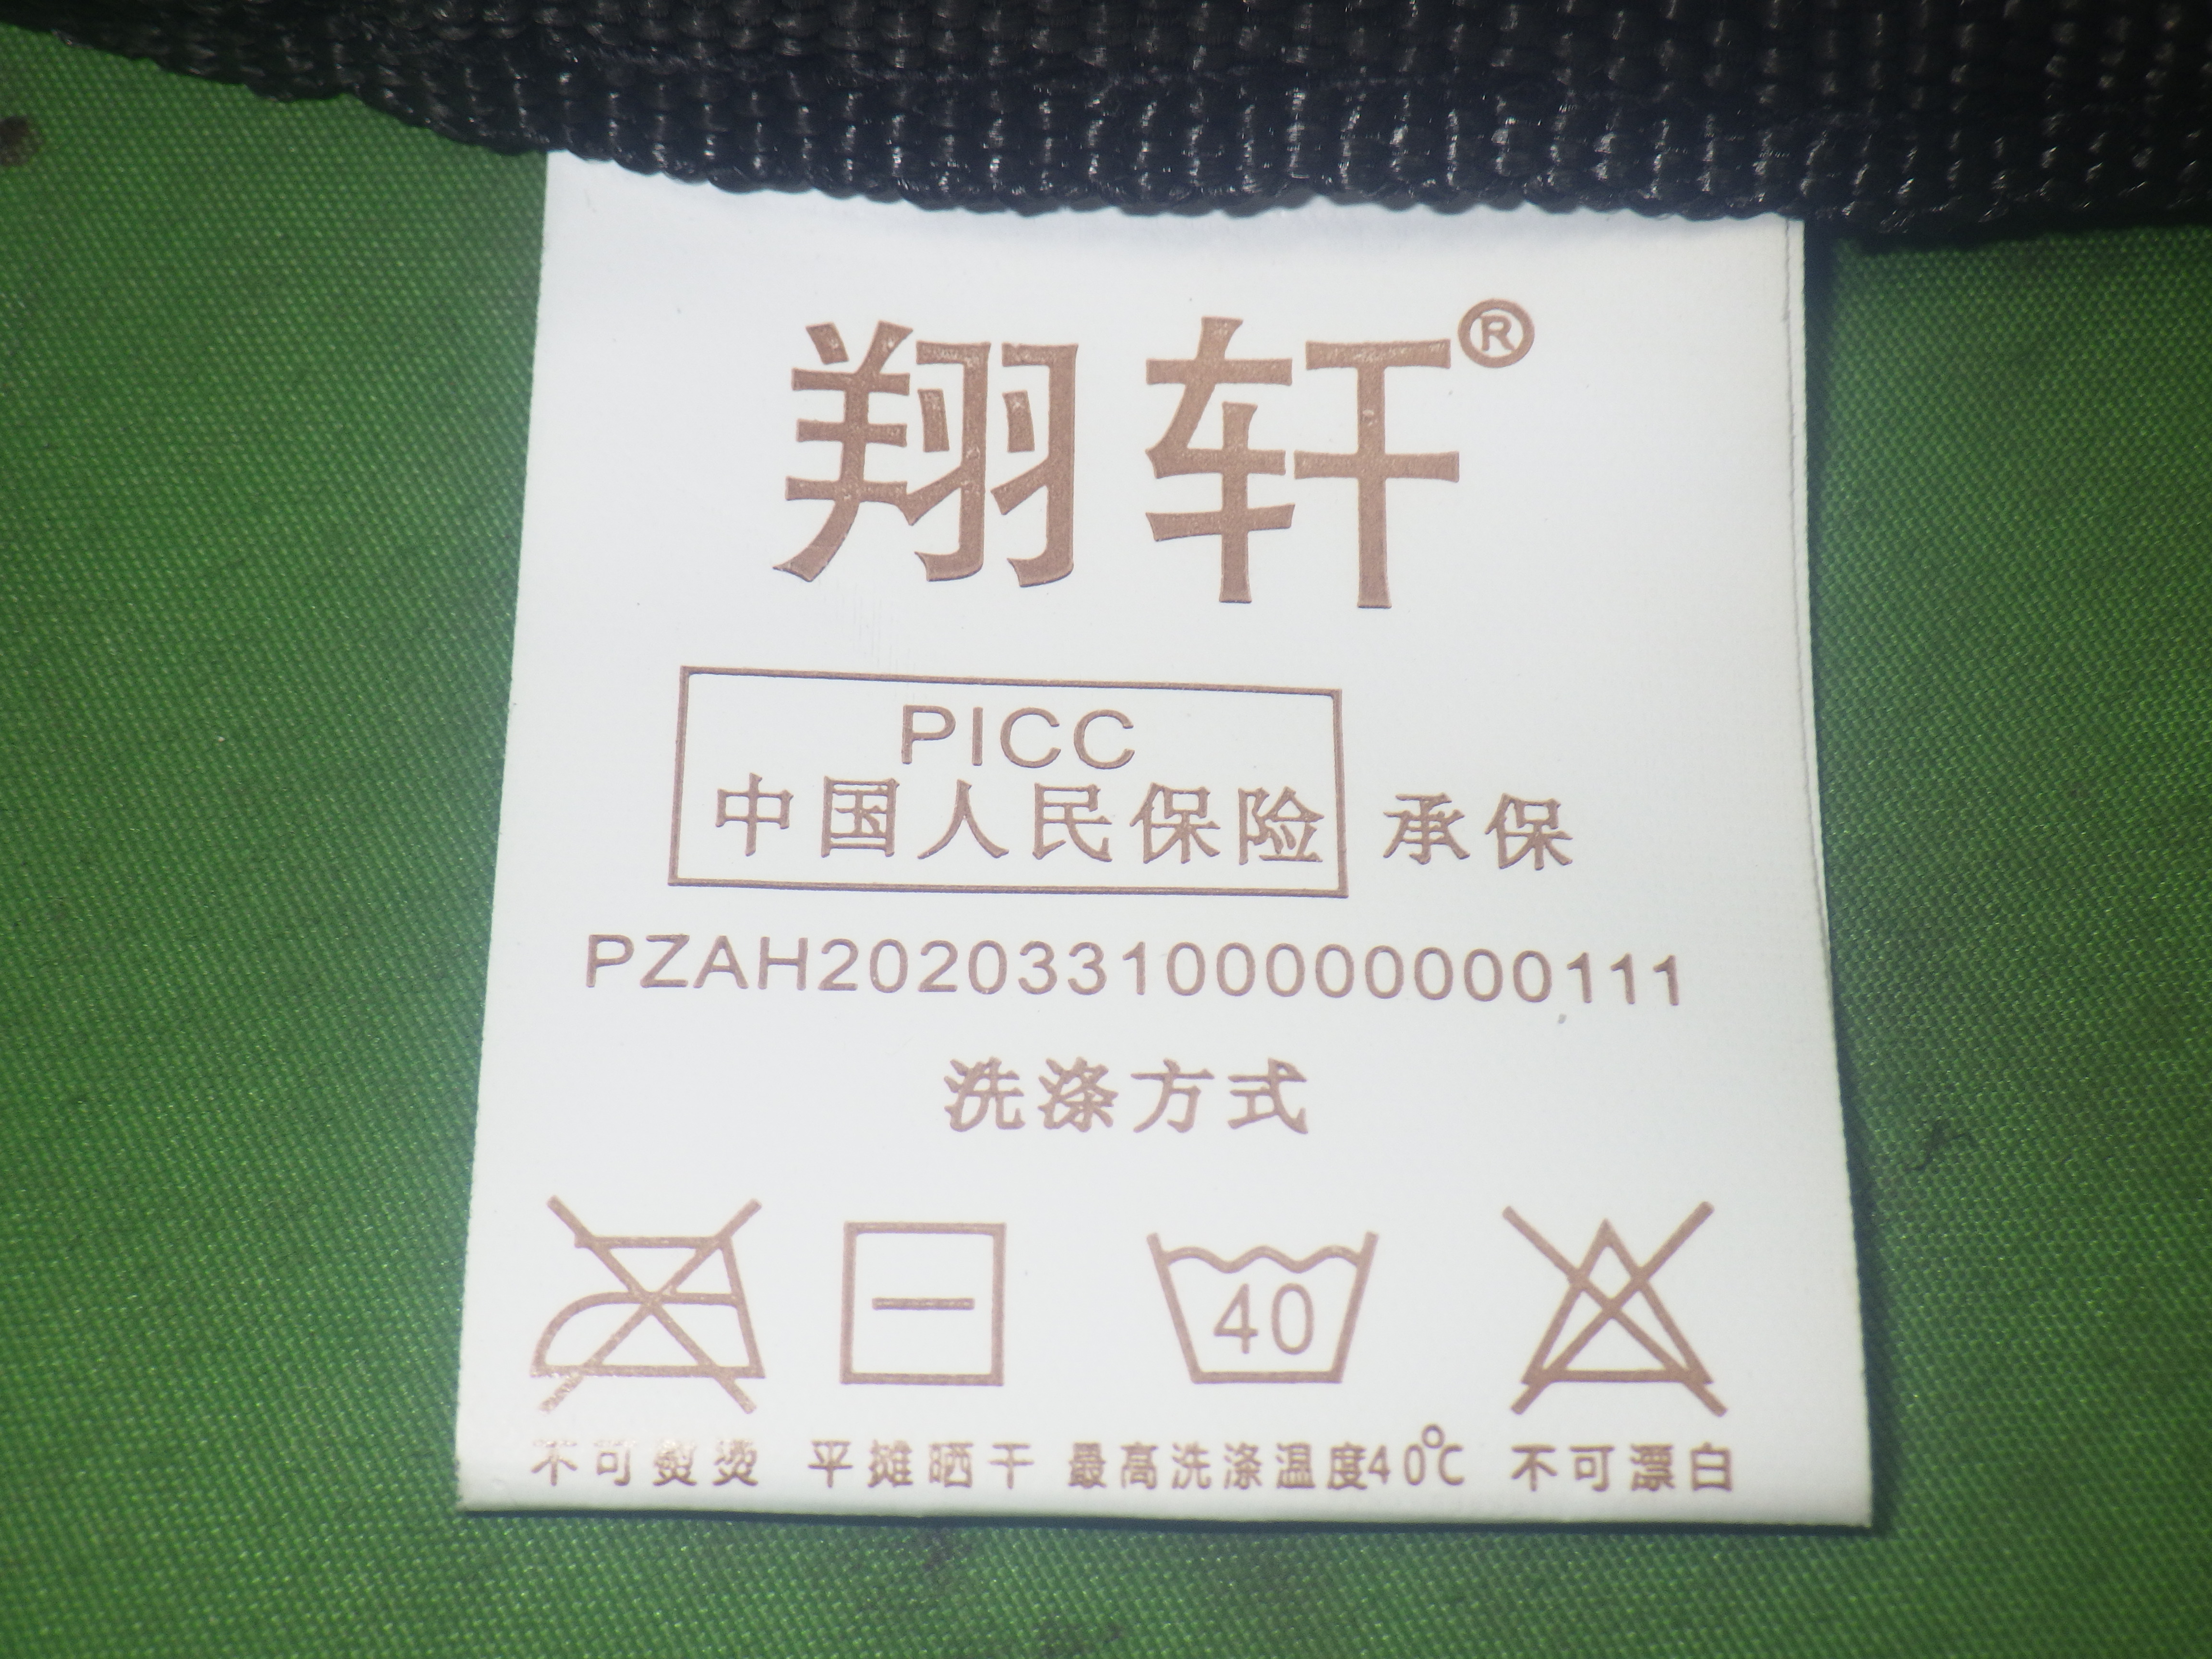 翔轩®
PICC
中国人民保险 承保
PZAH202033100000000111
洗涤方式
40
不可熨烫 平摊晒干 最高洗涤温度40℃ 不可漂白